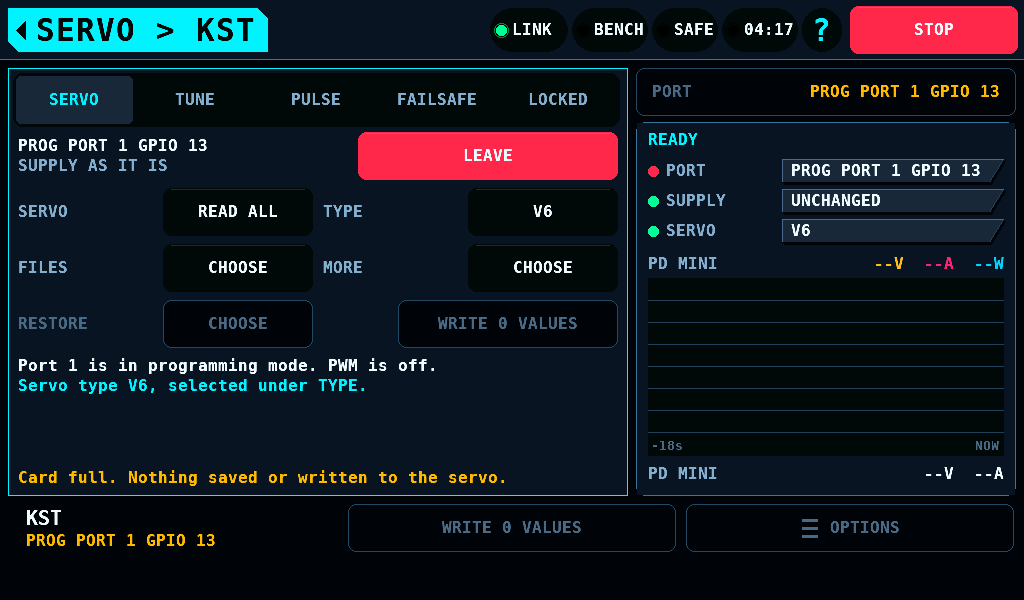 SERVO > KST
LINK
BENCH
SAFE
04:17
?
STOP
SERVO
TUNE
PULSE
FAILSAFE
LOCKED
PROG PORT 1 GPIO 13
SUPPLY AS IT IS
LEAVE
SERVO
READ ALL
TYPE
V6
FILES
CHOOSE
MORE
CHOOSE
RESTORE
CHOOSE
WRITE 0 VALUES
Port 1 is in programming mode. PWM is off.
Servo type V6, selected under TYPE.
Card full. Nothing saved or written to the servo.
PORT
PROG PORT 1 GPIO 13
READY
PORT
PROG PORT 1 GPIO 13
SUPPLY
UNCHANGED
SERVO
V6
PD MINI
--V
--A
--W
-18s
NOW
PD MINI
--V
--A
KST
PROG PORT 1 GPIO 13
WRITE 0 VALUES
OPTIONS